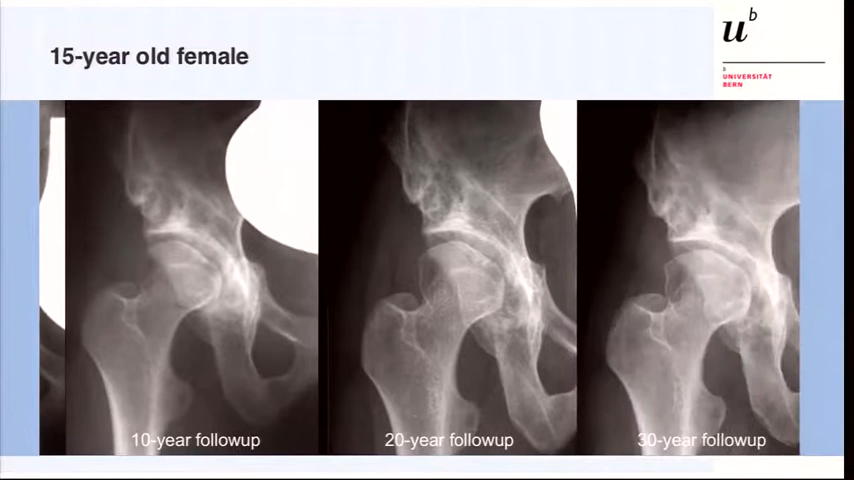 15-year old female
u^b
b
UNIVERSITÄT
BERN
10-year followup
20-year followup
30-year followup